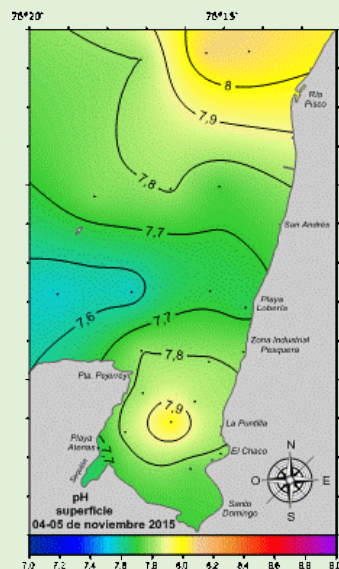 76°20'
76°15'
8
Río
Pisco
7,9
7,8
San Andrés
7,7
7,6
Playa
Lobería
7,7
Zona Industrial
Pesquera
7,8
Pta. Pejerrey
7,9
La Puntilla
Playa
Atenas
7,7
El Chaco
Sequión
N
O E
S
Santo
Domingo
pH
superficie
04-05 de noviembre 2015
7.0 7.2 7.4 7.6 7.8 8.0 8.2 8.4 8.6 8.8 9.0